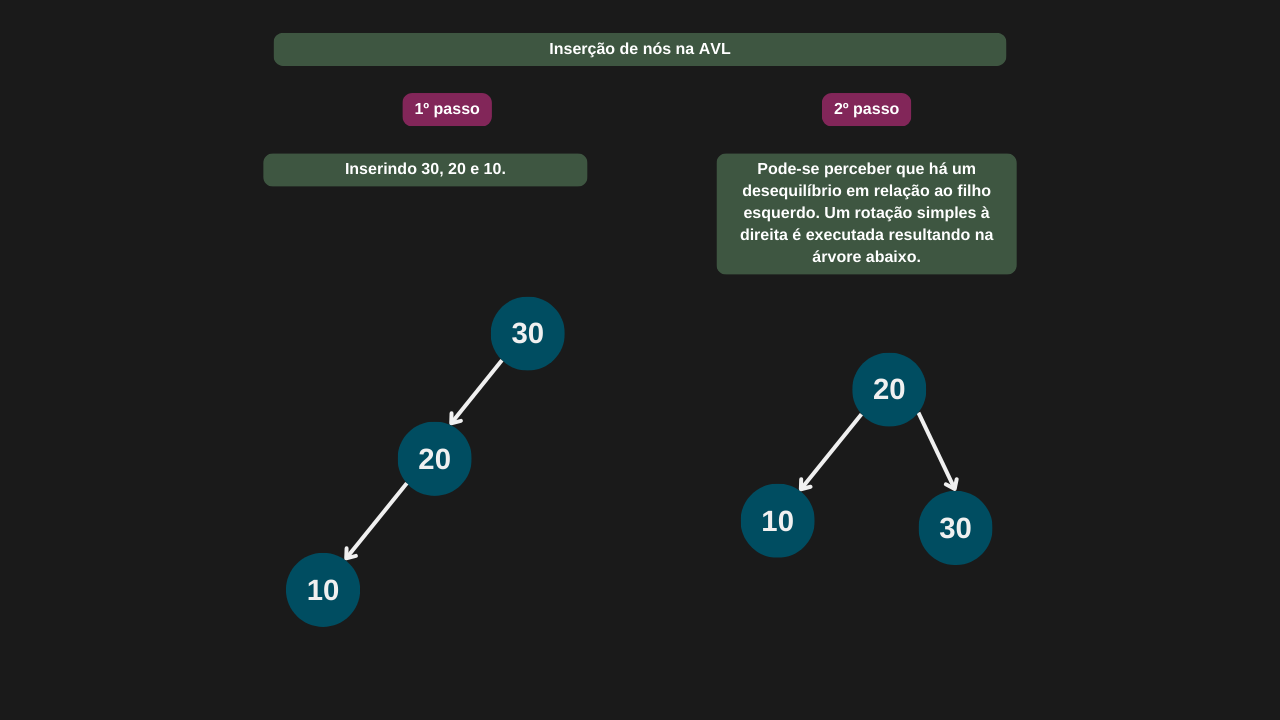 Inserção de nós na AVL
1º passo
Inserindo 30, 20 e 10.
30
20
10
2º passo
Pode-se perceber que há um
desequilíbrio em relação ao filho
esquerdo. Um rotação simples à
direita é executada resultando na
árvore abaixo.
20
10
30